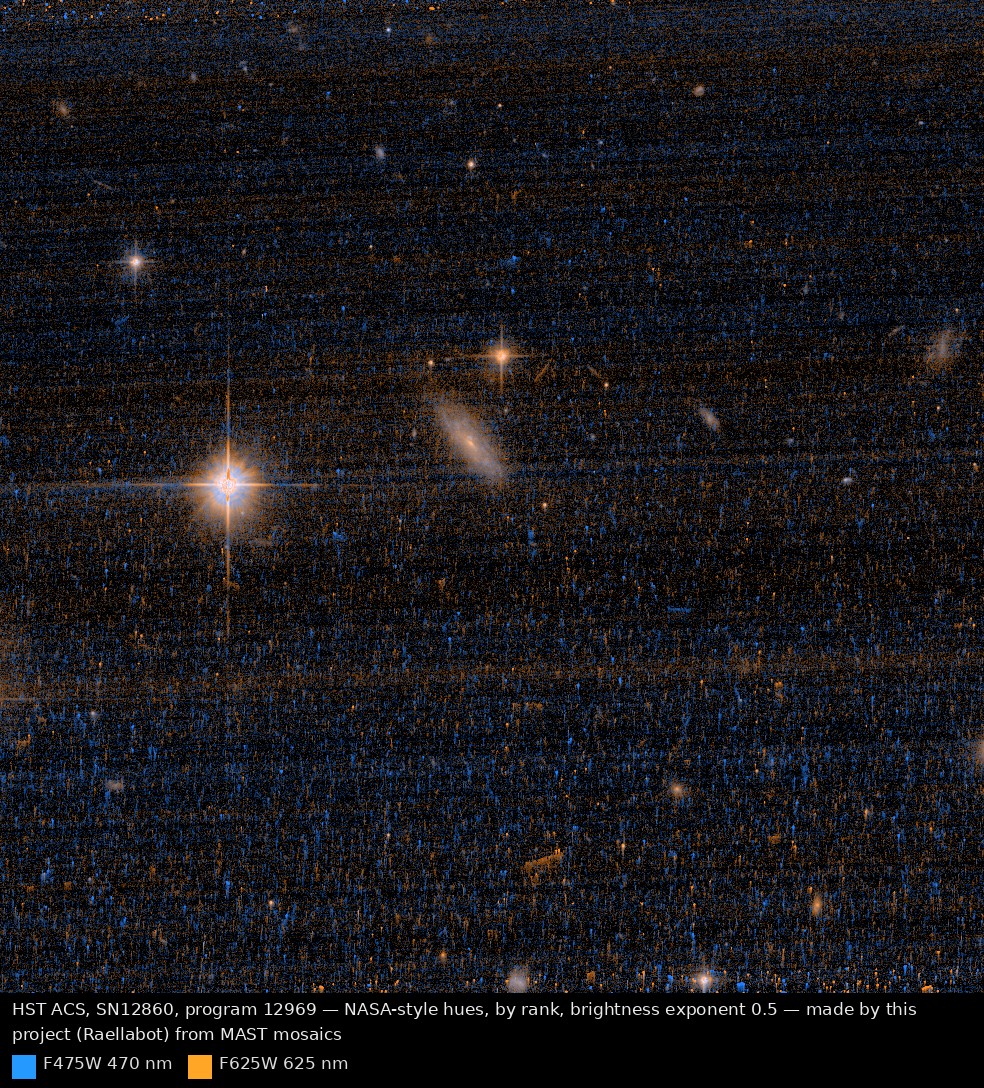 HST ACS, SN12860, program 12969 — NASA-style hues, by rank, brightness exponent 0.5 — made by this
project (Raellabot) from MAST mosaics
F475W 470 nm F625W 625 nm